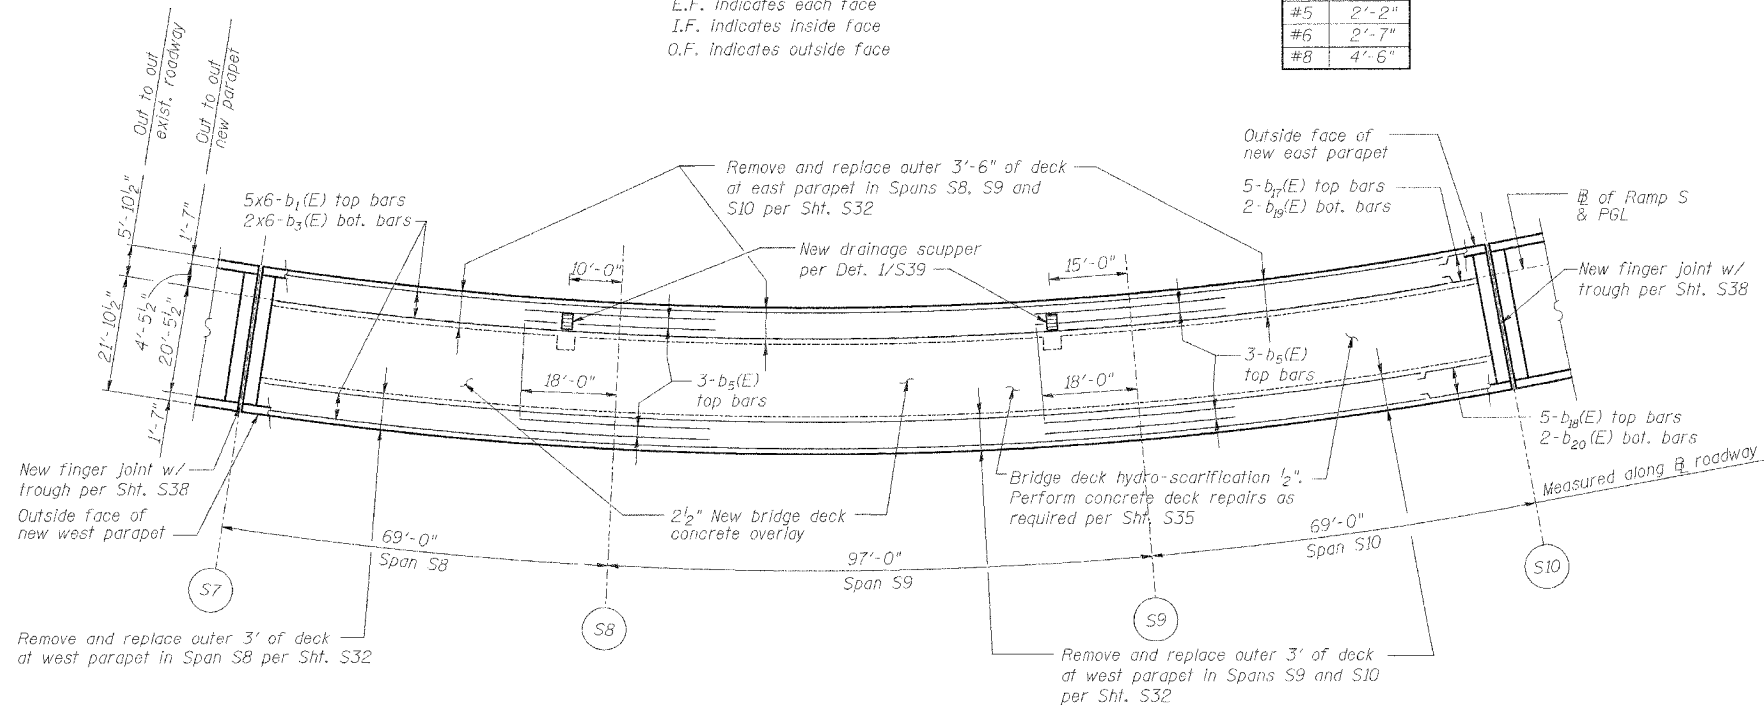 E.F. indicates each face
I.F. indicates inside face
O.F. indicates outside face
#5 2'-2"
#6 2'-7"
#8 4'-6"
Out to out
exist. roadway
Out to out
new parapet
5'-10½"
1'-7"
21'-10½"
4'-5½"
20'-5½"
1'-7"
5x6-b1(E) top bars
2x6-b3(E) bot. bars
Remove and replace outer 3'-6" of deck
at east parapet in Spans S8, S9 and
S10 per Sht. S32
New drainage scupper
per Det. 1/S39
10'-0"
15'-0"
Outside face of
new east parapet
5-b17(E) top bars
2-b19(E) bot. bars
℄ of Ramp S
& PGL
New finger joint w/
trough per Sht. S38
18'-0"
3-b5(E)
top bars
18'-0"
3-b5(E)
top bars
5-b18(E) top bars
2-b20(E) bot. bars
New finger joint w/
trough per Sht. S38
Outside face of
new west parapet
2½" New bridge deck
concrete overlay
Bridge deck hydro-scarification ½".
Perform concrete deck repairs as
required per Sht. S35
Measured along ℄ roadway
69'-0"
Span S8
97'-0"
Span S9
69'-0"
Span S10
S7
S8
S9
S10
Remove and replace outer 3' of deck
at west parapet in Span S8 per Sht. S32
Remove and replace outer 3' of deck
at west parapet in Spans S9 and S10
per Sht. S32